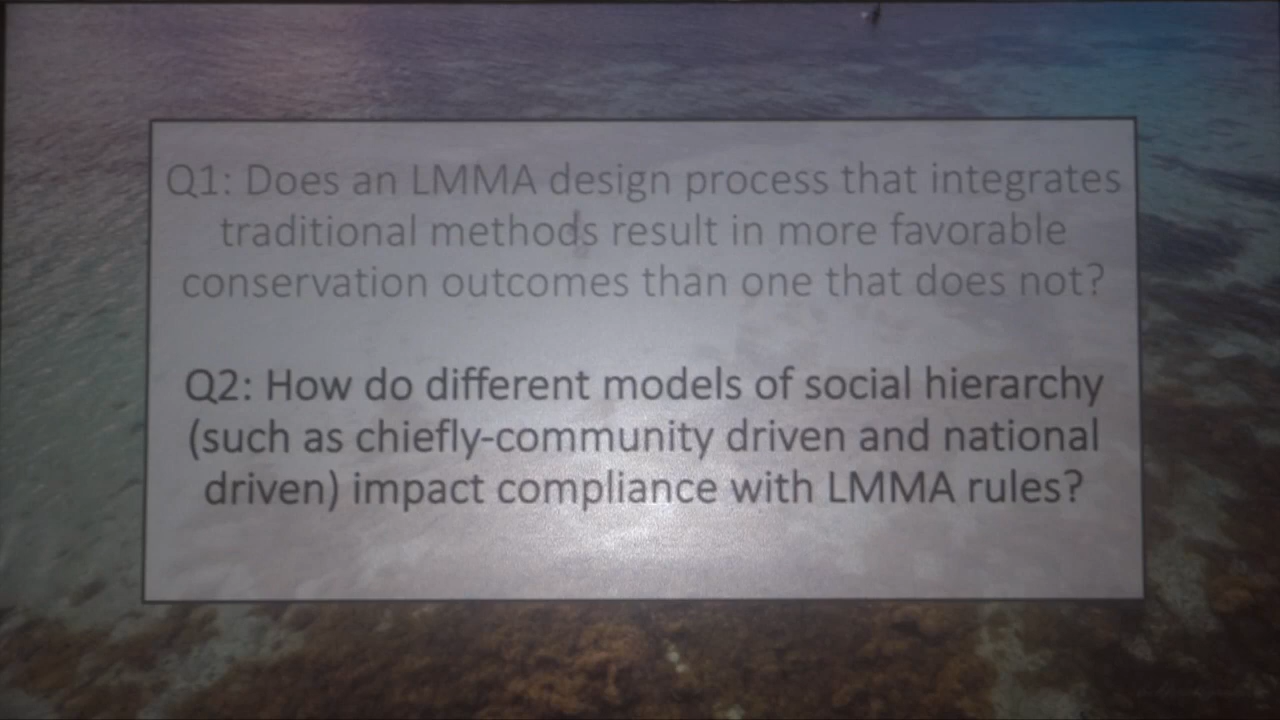 Q1: Does an LMMA design process that integrates
traditional methods result in more favorable
conservation outcomes than one that does not?
Q2: How do different models of social hierarchy
(such as chiefly-community driven and national
driven) impact compliance with LMMA rules?